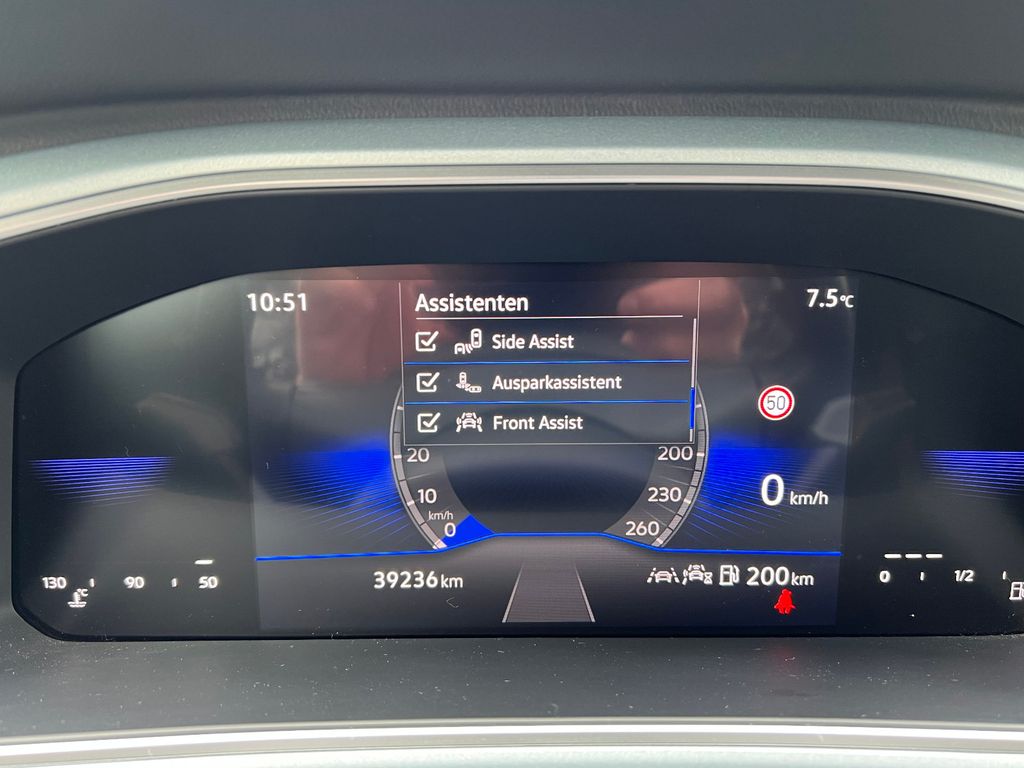 10:51
Assistenten
7.5°C
Side Assist
Ausparkassistent
Front Assist
50
20
200
10
230
0 km/h
km/h
0
260
130
90
50
°C
39236 km
200 km
0
1/2